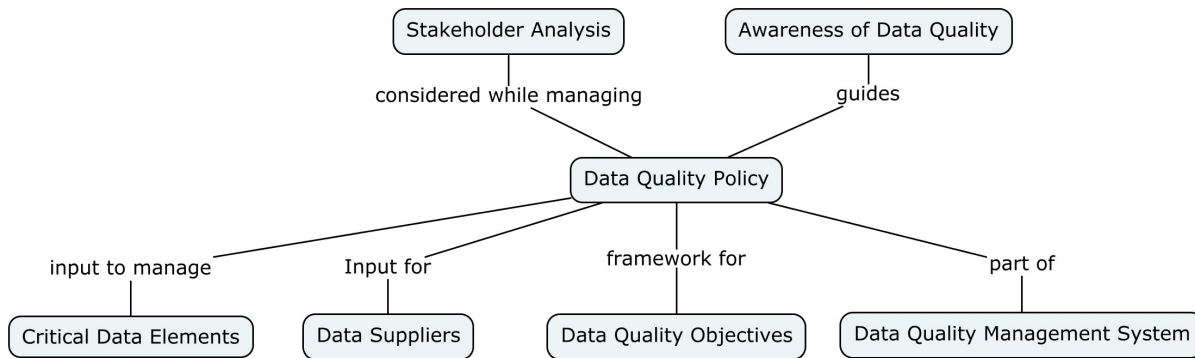 Stakeholder Analysis
Awareness of Data Quality
considered while managing
guides
Data Quality Policy
input to manage
Input for
framework for
part of
Critical Data Elements
Data Suppliers
Data Quality Objectives
Data Quality Management System